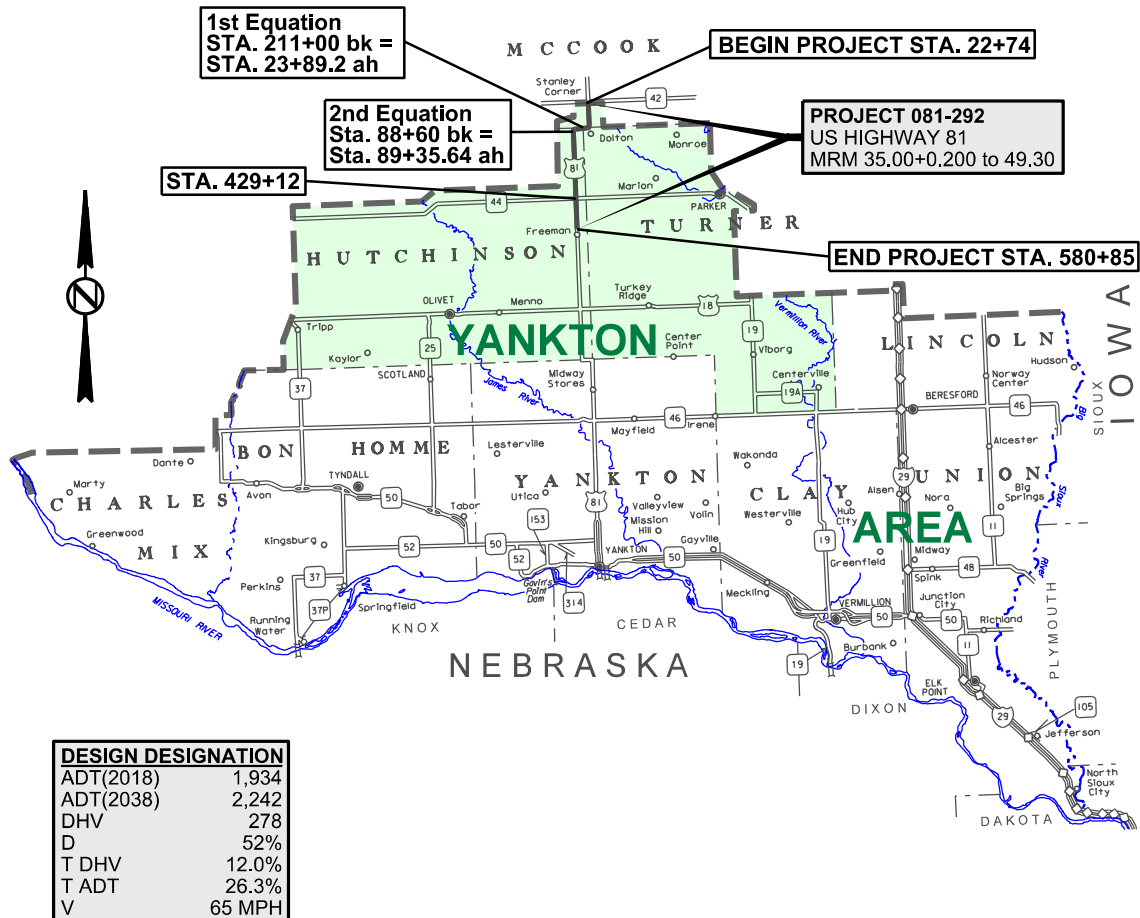 1st Equation
STA. 211+00 bk =
STA. 23+89.2 ah
MCCOOK
BEGIN PROJECT STA. 22+74
Stanley
Corner
42
2nd Equation
Sta. 88+60 bk =
Sta. 89+35.64 ah
PROJECT 081-292
US HIGHWAY 81
MRM 35.00+0.200 to 49.30
Dolton
Monroe
81
STA. 429+12
Marion
PARKER
44
TURNER
Freeman
HUTCHINSON
END PROJECT STA. 580+85
N
IOWA
OLIVET
Menno
Turkey
Ridge
18
Vermillion River
Tripp
25
YANKTON
19
LINCOLN
Kaylor
Center
Point
Viborg
Hudson
SCOTLAND
Midway
Stores
Centerville
Norway
Center
37
James River
19A
BERESFORD
46
SIOUX
Big
46
Mayfield
Irene
BON HOMME
Lesterville
Alcester
Dante
YANKTON
Wakonda
29
UNION
Marty
TYNDALL
Utica
81
Valleyview
CLAY
Alsen
Nora
Big
Springs
Sioux
CHARLES
Avon
50
Tabor
Mission
Hill
Volin
Westerville
Hub
City
AREA
Greenwood
Kingsburg
153
Gayville
11
MIX
52
50
YANKTON
50
19
Greenfield
Midway
River
Perkins
37
52
Gavin's
Point
Dam
Spink
48
Meckling
Junction
City
37P
Springfield
314
VERMILLION
50
50
Richland
PLYMOUTH
MISSOURI RIVER
Running
Water
KNOX
CEDAR
11
Burbank
NEBRASKA
19
ELK
POINT
DIXON
29
105
Jefferson
North
Sioux
City
DAKOTA
DESIGN DESIGNATION
ADT(2018) 1,934
ADT(2038) 2,242
DHV 278
D 52%
T DHV 12.0%
T ADT 26.3%
V 65 MPH